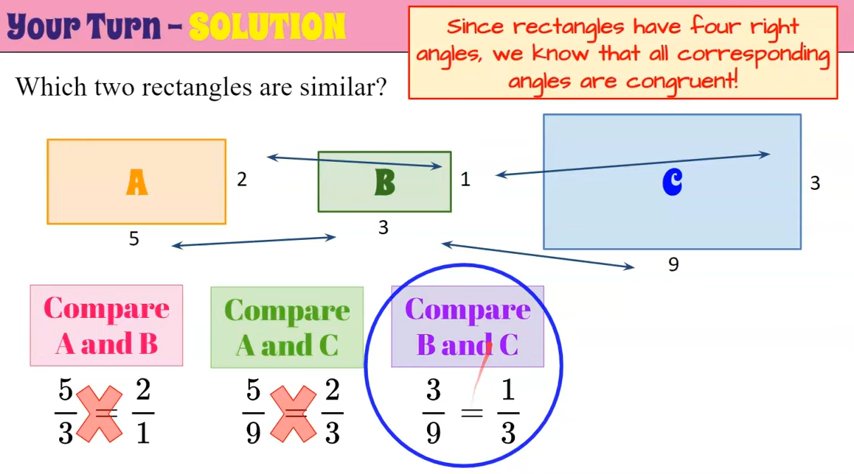 Your Turn – SOLUTION
Since rectangles have four right
angles, we know that all corresponding
angles are congruent!
Which two rectangles are similar?
A
2
5
B
1
3
C
3
9
Compare
A and B
5/3 = 2/1
Compare
A and C
5/9 = 2/3
Compare
B and C
3/9 = 1/3